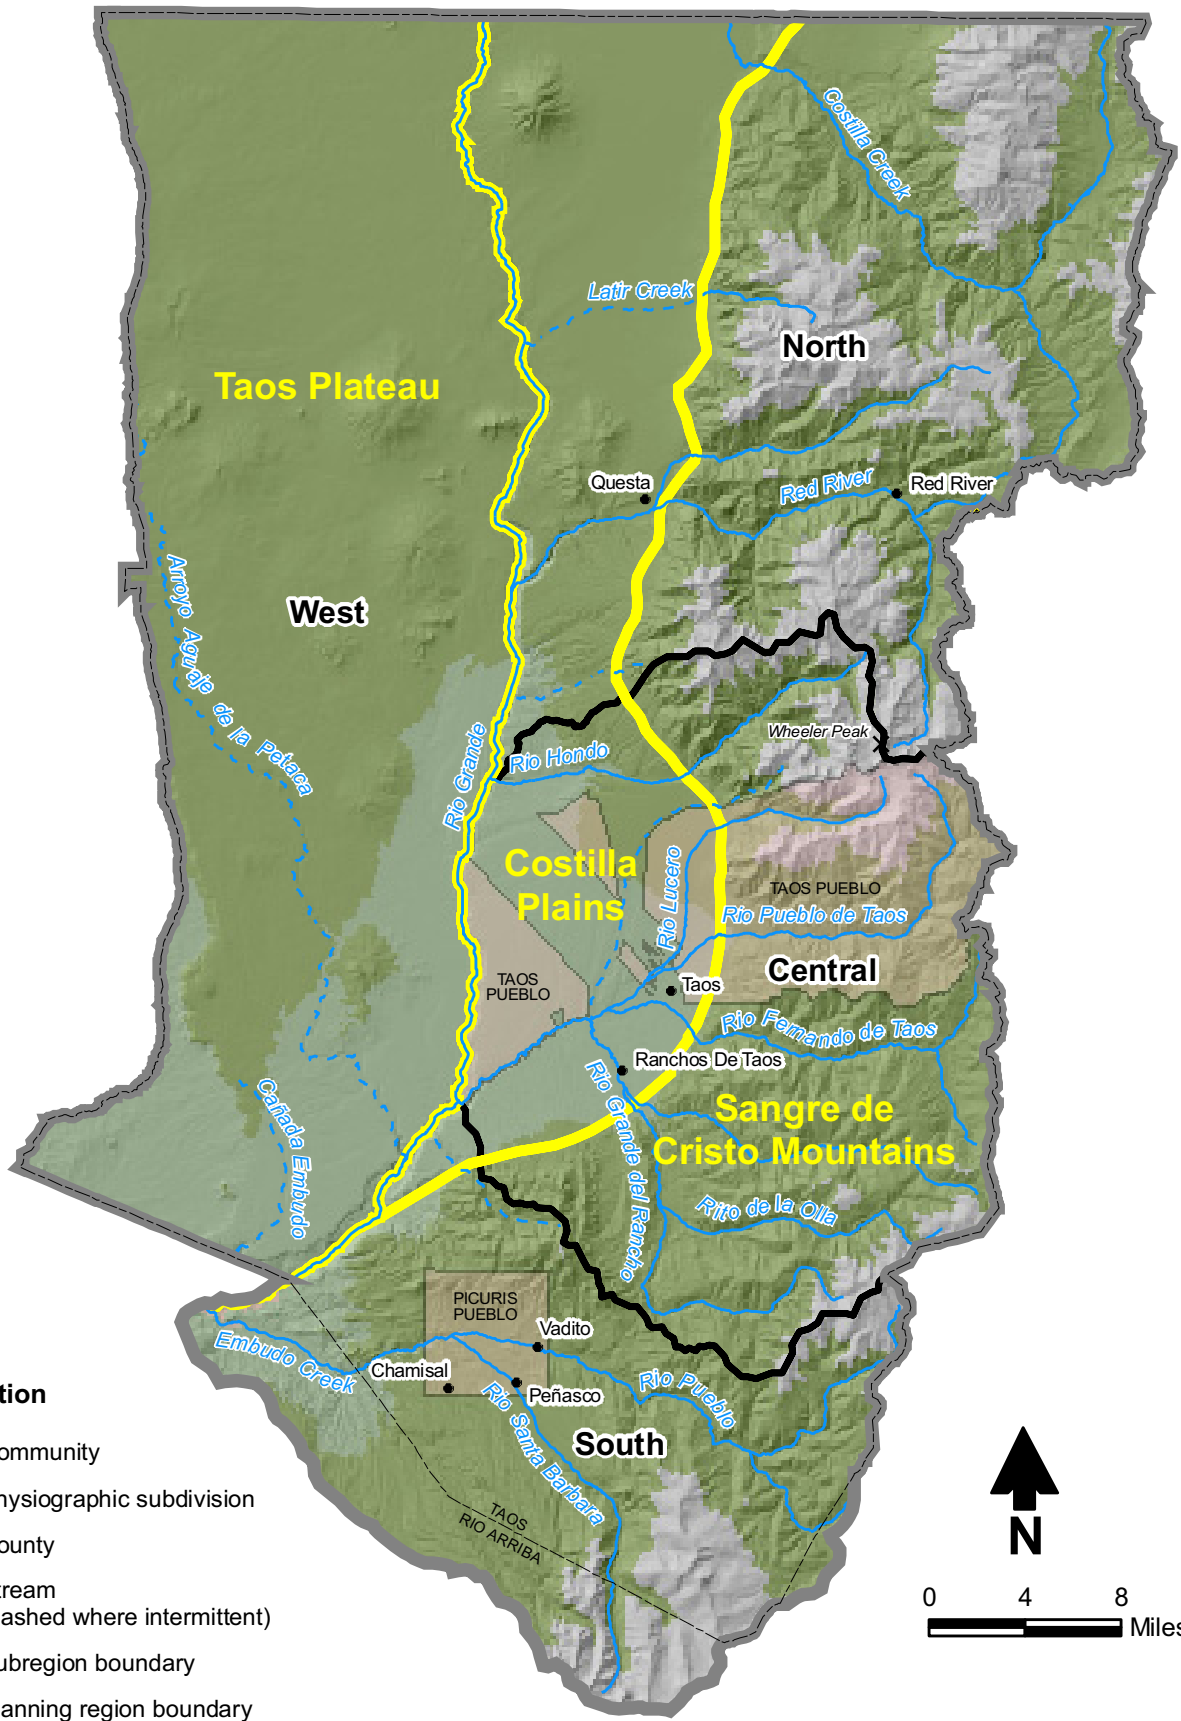 Costilla Creek
Latir Creek
North
Taos Plateau
Questa
Red River
Red River
Arroyo Aguaje de la Petaca
West
Rio Grande
Rio Hondo
Wheeler Peak
Costilla
Plains
Rio Lucero
TAOS PUEBLO
Rio Pueblo de Taos
TAOS
PUEBLO
Central
Taos
Rio Fernando de Taos
Ranchos De Taos
Rio Grande del Rancho
Cañada Embudo
Sangre de
Cristo Mountains
Rito de la Olla
PICURIS
PUEBLO
Vadito
Embudo Creek
Chamisal
Peñasco
Rio Pueblo
Rio Santa Barbara
South
TAOS
RIO ARRIBA
N
0 4 8
Miles
tion
ommunity
hysiographic subdivision
ounty
tream
ashed where intermittent)
ubregion boundary
anning region boundary